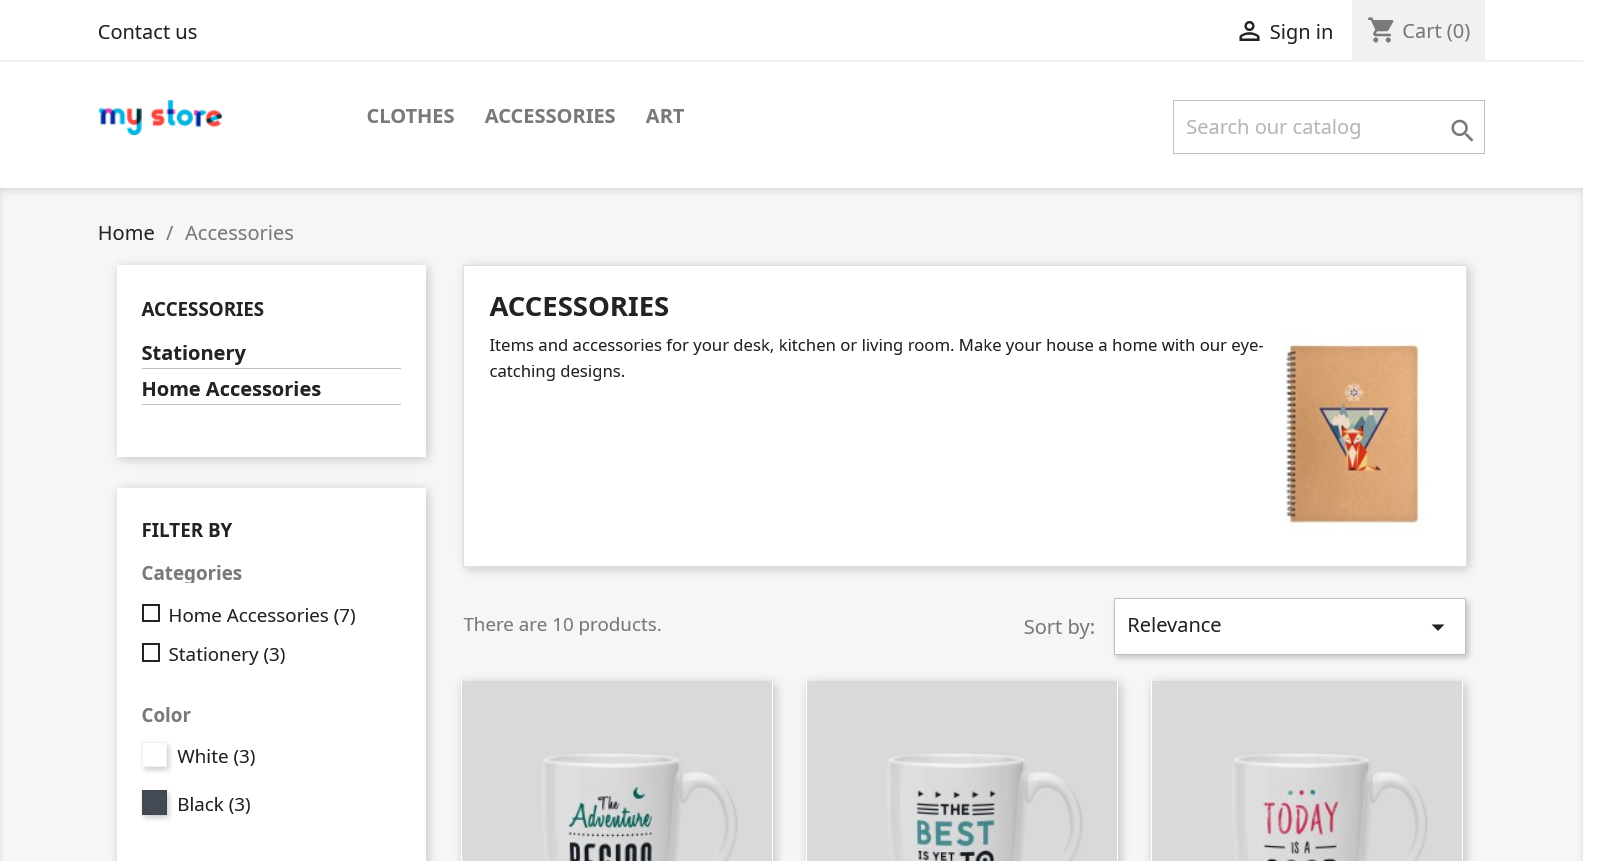 Contact us
Sign in
Cart (0)
my store
CLOTHES ACCESSORIES ART
Search our catalog
Home / Accessories
ACCESSORIES
Stationery
Home Accessories
FILTER BY
Categories
Home Accessories (7)
Stationery (3)
Color
White (3)
Black (3)
ACCESSORIES
Items and accessories for your desk, kitchen or living room. Make your house a home with our eye-
catching designs.
There are 10 products.
Sort by:
Relevance
The
Adventure
BEGINS
THE
BEST
IS YET TO
TODAY
IS A
GOOD